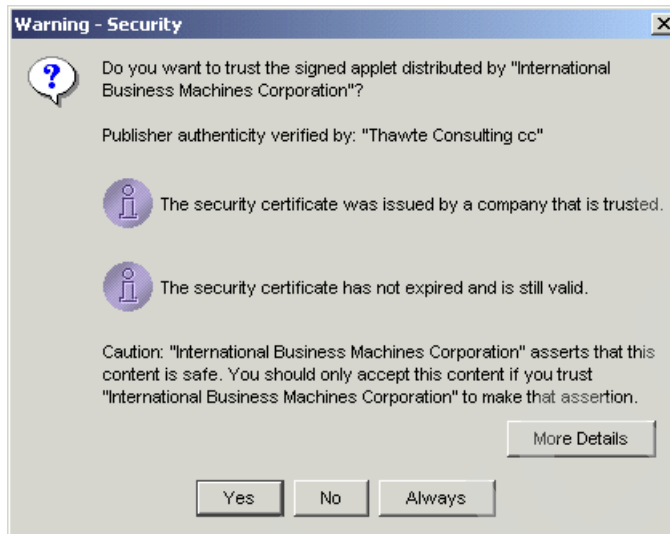 Warning - Security
Do you want to trust the signed applet distributed by "International
Business Machines Corporation"?
Publisher authenticity verified by: "Thawte Consulting cc"
The security certificate was issued by a company that is trusted.
The security certificate has not expired and is still valid.
Caution: "International Business Machines Corporation" asserts that this
content is safe. You should only accept this content if you trust
"International Business Machines Corporation" to make that assertion.
More Details
Yes No Always